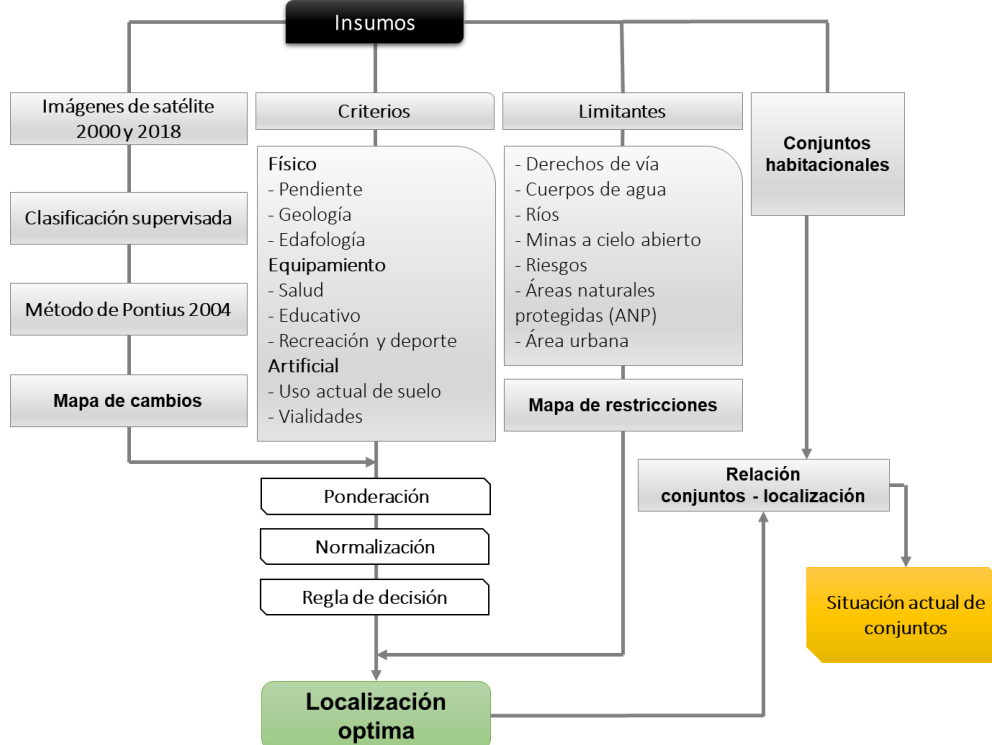 Insumos
Imágenes de satélite
2000 y 2018
Clasificación supervisada
Método de Pontius 2004
Mapa de cambios
Criterios
Físico
- Pendiente
- Geología
- Edafología
Equipamiento
- Salud
- Educativo
- Recreación y deporte
Artificial
- Uso actual de suelo
- Vialidades
Ponderación
Normalización
Regla de decisión
Localización
optima
Limitantes
- Derechos de vía
- Cuerpos de agua
- Ríos
- Minas a cielo abierto
- Riesgos
- Áreas naturales
protegidas (ANP)
- Área urbana
Mapa de restricciones
Conjuntos
habitacionales
Relación
conjuntos - localización
Situación actual de
conjuntos